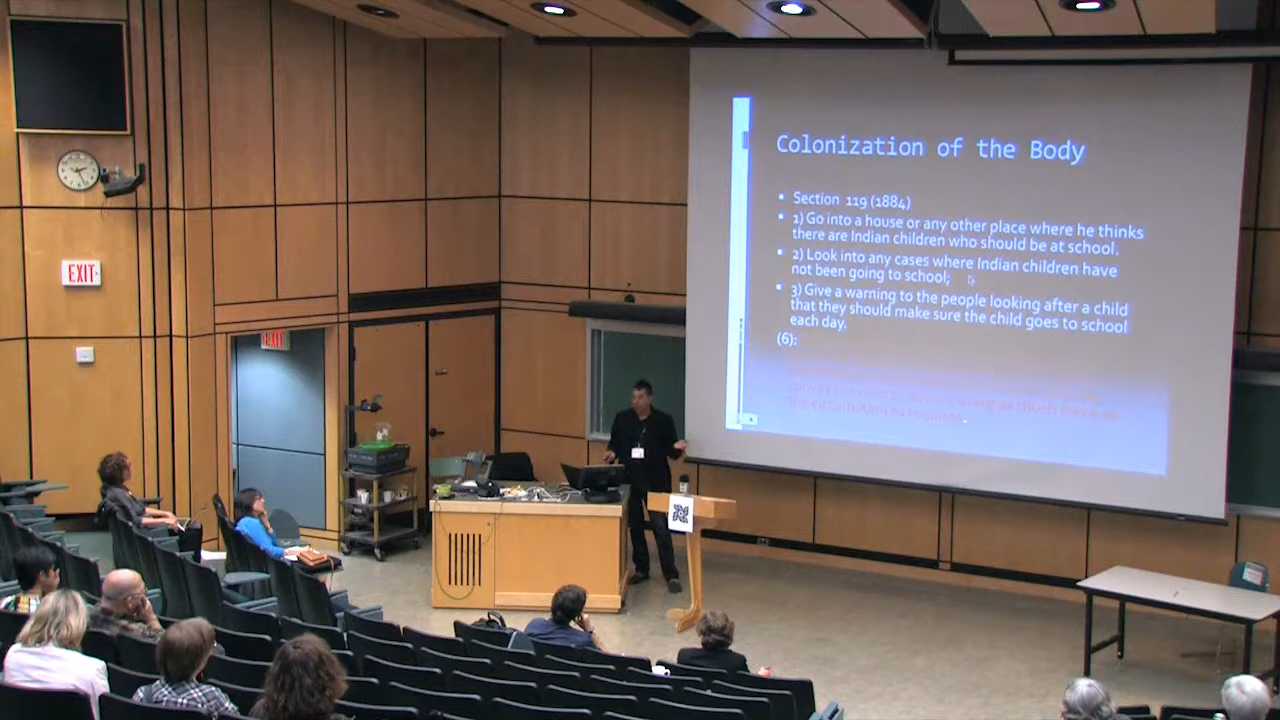 Colonization of the Body
Section 119 (1884)
1) Go into a house or any other place where he thinks
there are Indian children who should be at school.
2) Look into any cases where Indian children have
not been going to school;
3) Give a warning to the people looking after a child
that they should make sure the child goes to school
each day.
(6):
EXIT
EXIT